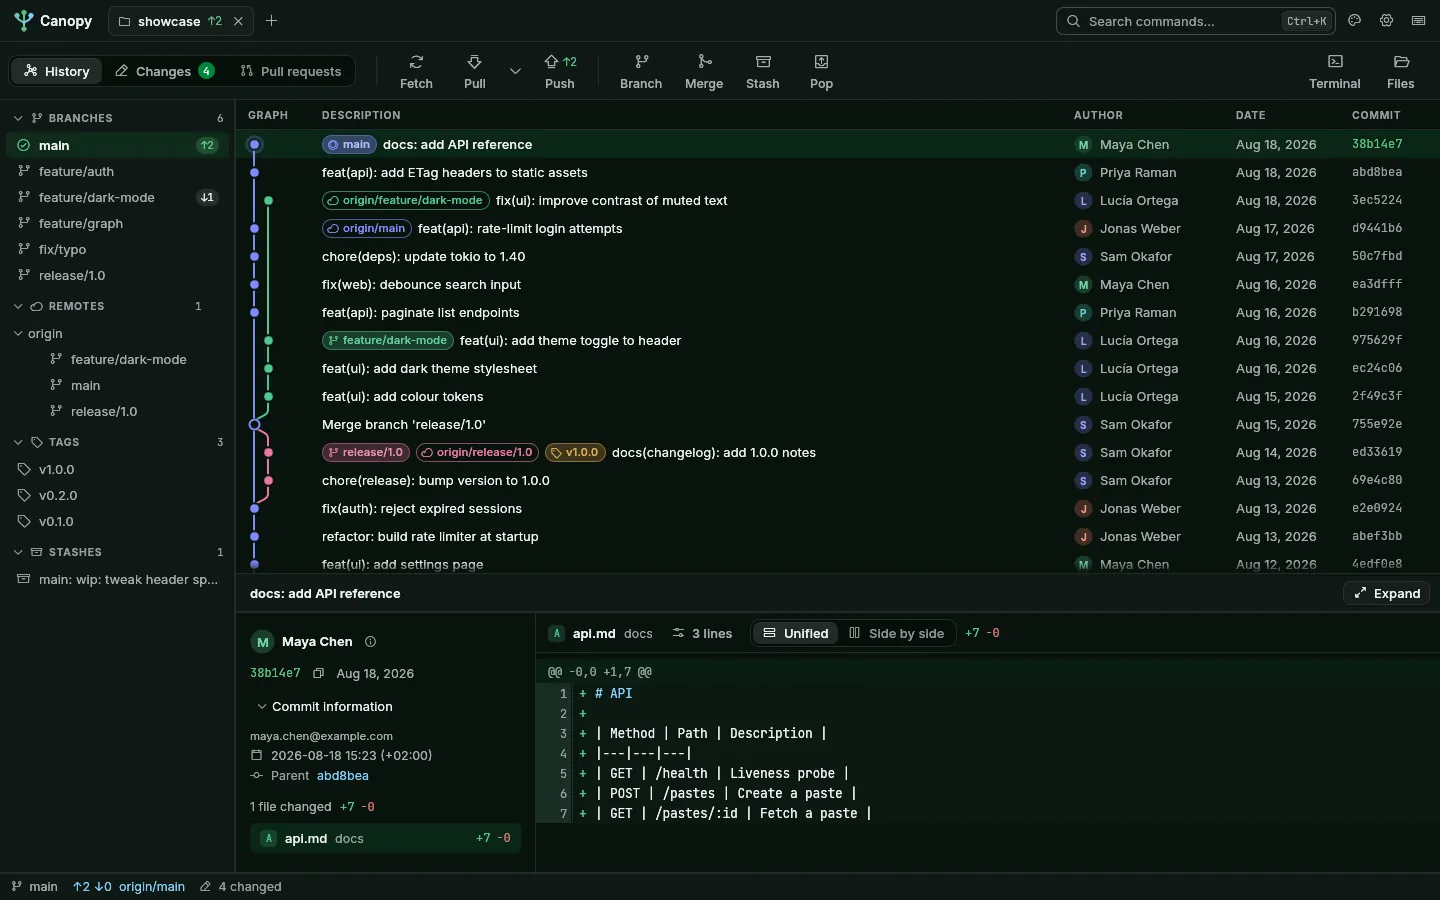 Canopy
showcase ↑2
Search commands... Ctrl+K
History
Changes 4
Pull requests
Fetch
Pull
↑2
Push
Branch
Merge
Stash
Pop
Terminal
Files
BRANCHES 6
main ↑2
feature/auth
feature/dark-mode ↓1
feature/graph
fix/typo
release/1.0
REMOTES 1
origin
feature/dark-mode
main
release/1.0
TAGS 3
v1.0.0
v0.2.0
v0.1.0
STASHES 1
main: wip: tweak header sp...
GRAPH DESCRIPTION AUTHOR DATE COMMIT
main docs: add API reference M Maya Chen Aug 18, 2026 38b14e7
feat(api): add ETag headers to static assets P Priya Raman Aug 18, 2026 abd8bea
origin/feature/dark-mode fix(ui): improve contrast of muted text L Lucía Ortega Aug 18, 2026 3ec5224
origin/main feat(api): rate-limit login attempts J Jonas Weber Aug 17, 2026 d9441b6
chore(deps): update tokio to 1.40 S Sam Okafor Aug 17, 2026 50c7fbd
fix(web): debounce search input M Maya Chen Aug 16, 2026 ea3dfff
feat(api): paginate list endpoints P Priya Raman Aug 16, 2026 b291698
feature/dark-mode feat(ui): add theme toggle to header L Lucía Ortega Aug 16, 2026 975629f
feat(ui): add dark theme stylesheet L Lucía Ortega Aug 16, 2026 ec24c06
feat(ui): add colour tokens L Lucía Ortega Aug 15, 2026 2f49c3f
Merge branch 'release/1.0' S Sam Okafor Aug 15, 2026 755e92e
release/1.0 origin/release/1.0 v1.0.0 docs(changelog): add 1.0.0 notes S Sam Okafor Aug 14, 2026 ed33619
chore(release): bump version to 1.0.0 S Sam Okafor Aug 13, 2026 69e4c80
fix(auth): reject expired sessions J Jonas Weber Aug 13, 2026 e2e0924
refactor: build rate limiter at startup J Jonas Weber Aug 13, 2026 abef3bb
feat(ui): add settings page M Maya Chen Aug 12, 2026 4edf0e8
docs: add API reference
Expand
M Maya Chen
38b14e7 Aug 18, 2026
Commit information
maya.chen@example.com
2026-08-18 15:23 (+02:00)
Parent abd8bea
1 file changed +7 -0
A api.md docs +7 -0
A api.md docs 3 lines Unified Side by side +7 -0
@@ -0,0 +1,7 @@
1 + # API
2 +
3 + | Method | Path | Description |
4 + |---|---|---|
5 + | GET | /health | Liveness probe |
6 + | POST | /pastes | Create a paste |
7 + | GET | /pastes/:id | Fetch a paste |
main ↑2 ↓0 origin/main 4 changed